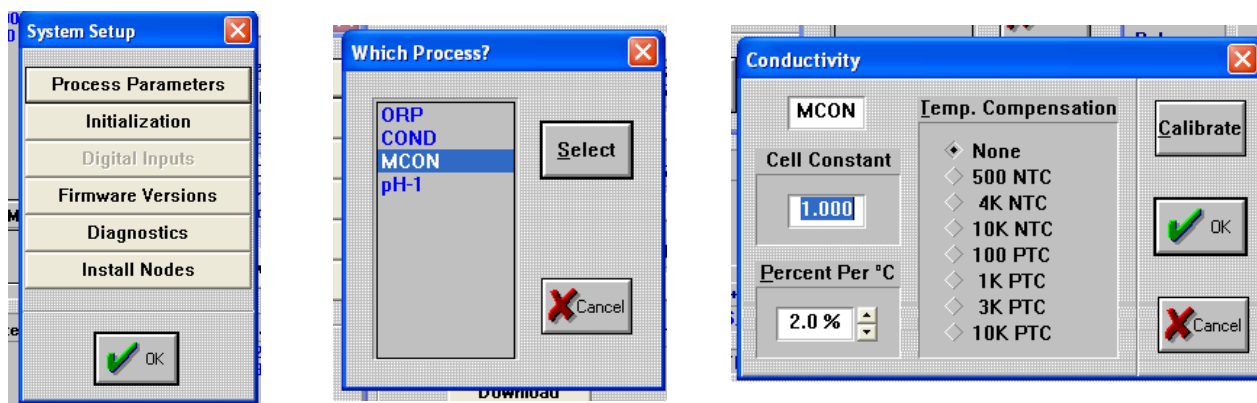 System Setup
Process Parameters
Initialization
Digital Inputs
Firmware Versions
Diagnostics
Install Nodes
OK
Which Process?
ORP
COND
MCON
pH-1
Select
Cancel
Download
Conductivity
MCON
Cell Constant
1.000
Percent Per °C
2.0 %
Temp. Compensation
None
500 NTC
4K NTC
10K NTC
100 PTC
1K PTC
3K PTC
10K PTC
Calibrate
OK
Cancel